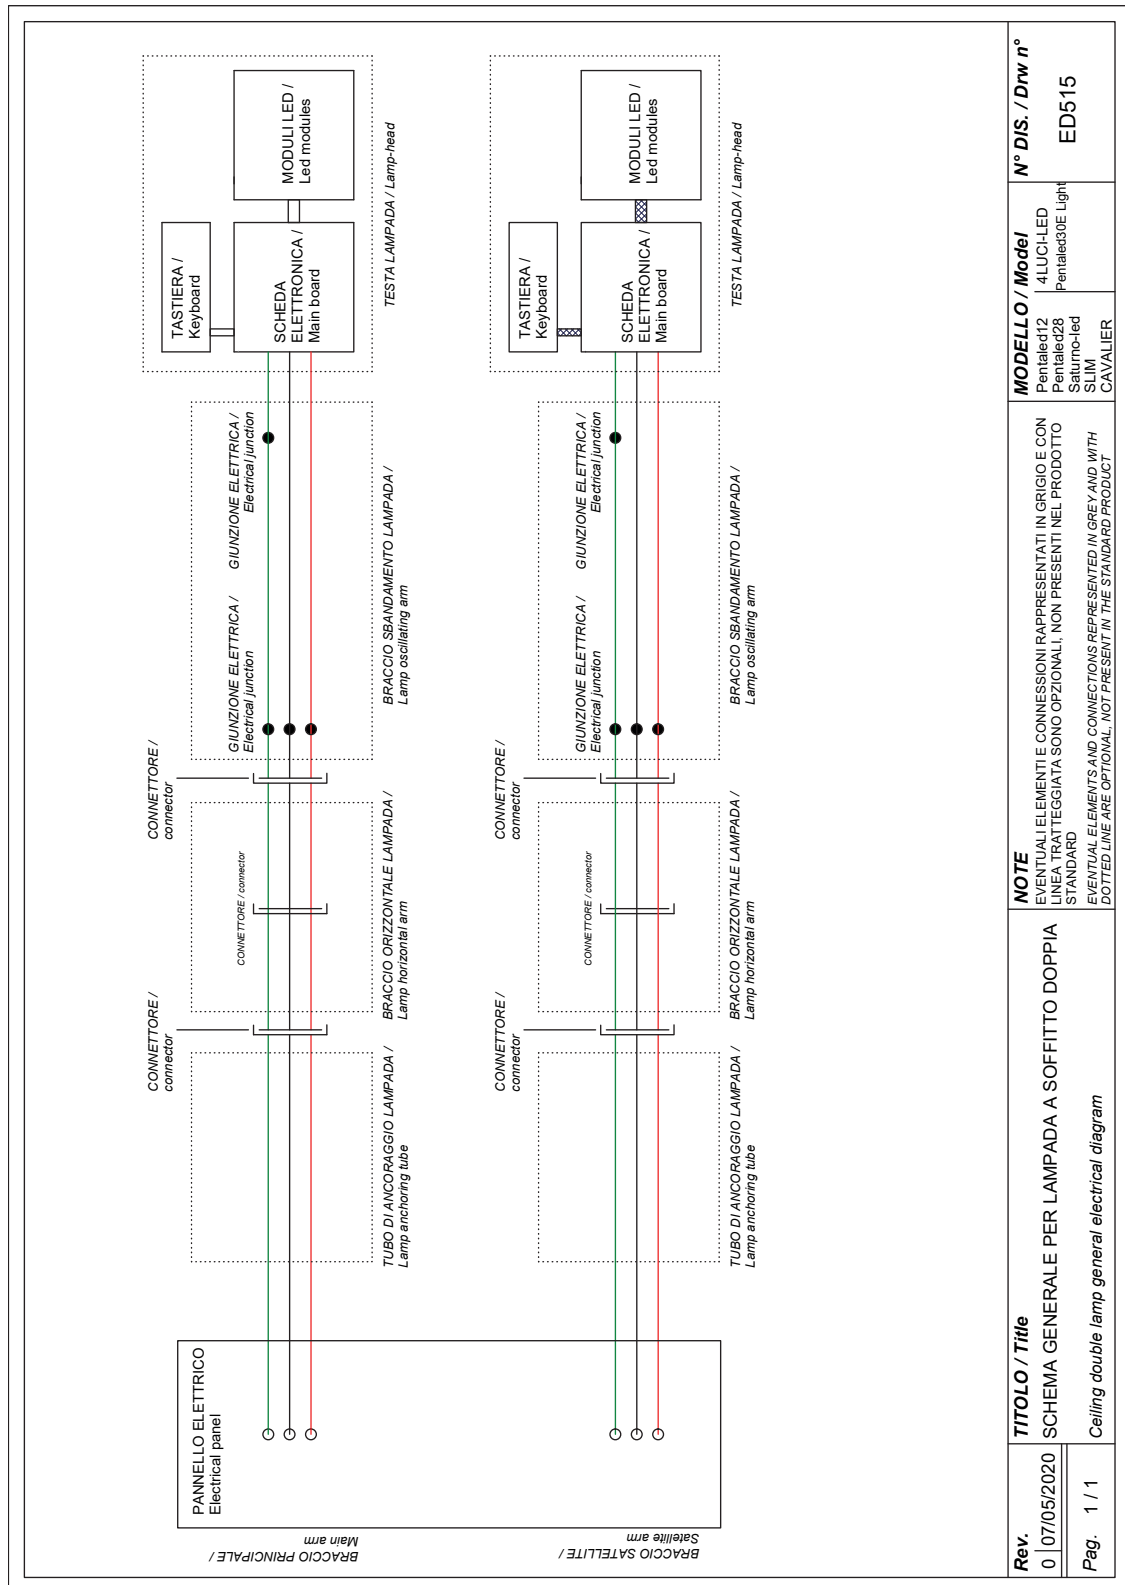 PANNELLO ELETTRICO
Electrical panel
BRACCIO PRINCIPALE /
Main arm
BRACCIO SATELLITE /
Satellite arm
CONNETTORE /
connector
CONNETTORE / connector
CONNETTORE /
connector
GIUNZIONE ELETTRICA /
Electrical junction
GIUNZIONE ELETTRICA /
Electrical junction
TASTIERA /
Keyboard
SCHEDA
ELETTRONICA /
Main board
MODULI LED /
Led modules
TUBO DI ANCORAGGIO LAMPADA /
Lamp anchoring tube
BRACCIO ORIZZONTALE LAMPADA /
Lamp horizontal arm
BRACCIO SBANDAMENTO LAMPADA /
Lamp oscillating arm
TESTA LAMPADA / Lamp-head
CONNETTORE /
connector
CONNETTORE / connector
CONNETTORE /
connector
GIUNZIONE ELETTRICA /
Electrical junction
GIUNZIONE ELETTRICA /
Electrical junction
TASTIERA /
Keyboard
SCHEDA
ELETTRONICA /
Main board
MODULI LED /
Led modules
TUBO DI ANCORAGGIO LAMPADA /
Lamp anchoring tube
BRACCIO ORIZZONTALE LAMPADA /
Lamp horizontal arm
BRACCIO SBANDAMENTO LAMPADA /
Lamp oscillating arm
TESTA LAMPADA / Lamp-head
Rev.
0 07/05/2020
Pag. 1 / 1
TITOLO / Title
SCHEMA GENERALE PER LAMPADA A SOFFITTO DOPPIA
Ceiling double lamp general electrical diagram
NOTE
EVENTUALI ELEMENTI E CONNESSIONI RAPPRESENTATI IN GRIGIO E CON
LINEA TRATTEGGIATA SONO OPZIONALI, NON PRESENTI NEL PRODOTTO
STANDARD
EVENTUAL ELEMENTS AND CONNECTIONS REPRESENTED IN GREY AND WITH
DOTTED LINE ARE OPTIONAL, NOT PRESENT IN THE STANDARD PRODUCT
MODELLO / Model
Pentaled12
Pentaled28
Saturno-led
SLIM
CAVALIER
4LUCI-LED
Pentaled30E Light
N° DIS. / Drw n°
ED515